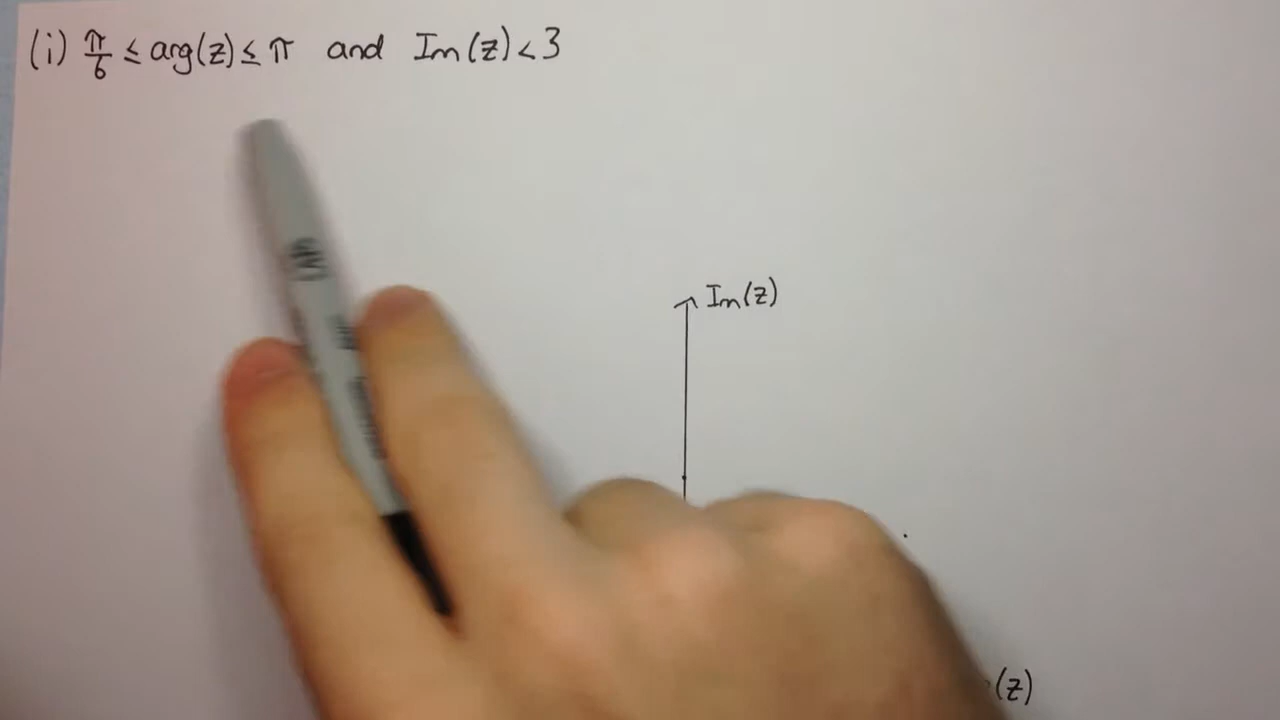 (i) π/6 ≤ arg(z) ≤ π and Im(z) < 3
Im(z)
(z)